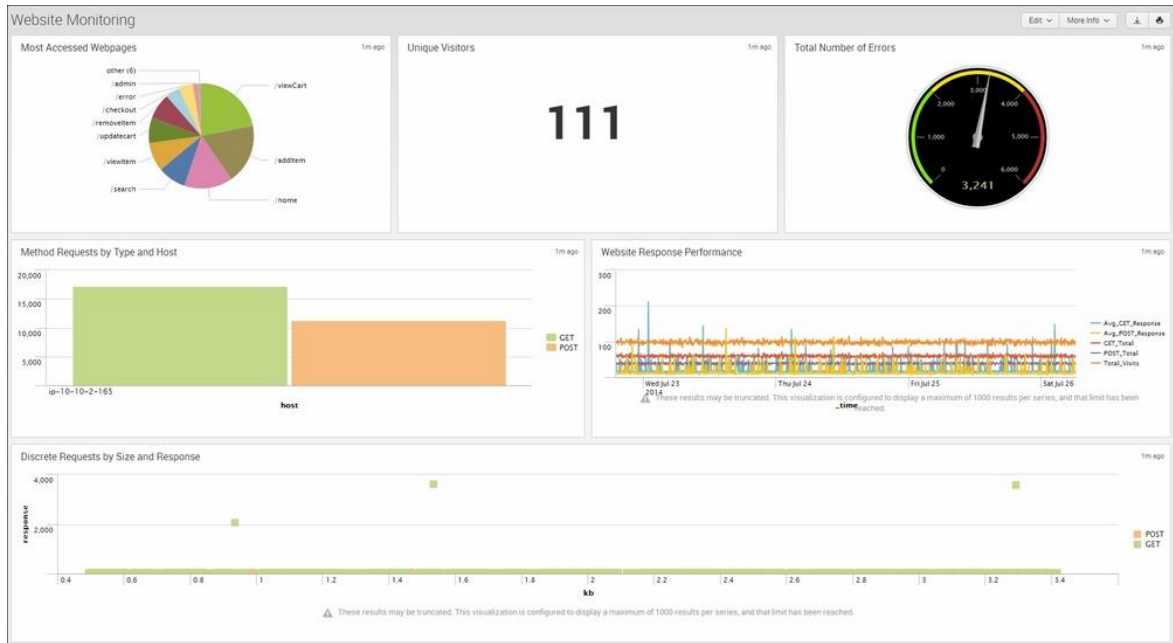 Website Monitoring
Edit
More Info
Most Accessed Webpages
1m ago
other (6)
/admin
/error
/checkout
/removeItem
/updatecart
/viewItem
/search
/viewCart
/addItem
/home
Unique Visitors
1m ago
111
Total Number of Errors
1m ago
0
1,000
2,000
3,000
4,000
5,000
6,000
3,241
Method Requests by Type and Host
1m ago
20,000
15,000
10,000
5,000
ip-10-10-2-165
host
GET
POST
Website Response Performance
1m ago
300
200
100
Wed Jul 23
2014
Thu Jul 24
Fri Jul 25
Sat Jul 26
_time
Avg_GET_Response
Avg_POST_Response
GET_Total
POST_Total
Total_Visits
These results may be truncated. This visualization is configured to display a maximum of 1000 results per series, and that limit has been
reached.
Discrete Requests by Size and Response
1m ago
4,000
2,000
response
0.4
0.6
0.8
1
1.2
1.4
1.6
1.8
2
2.2
2.4
2.6
2.8
3
3.2
3.4
kb
POST
GET
These results may be truncated. This visualization is configured to display a maximum of 1000 results per series, and that limit has been reached.